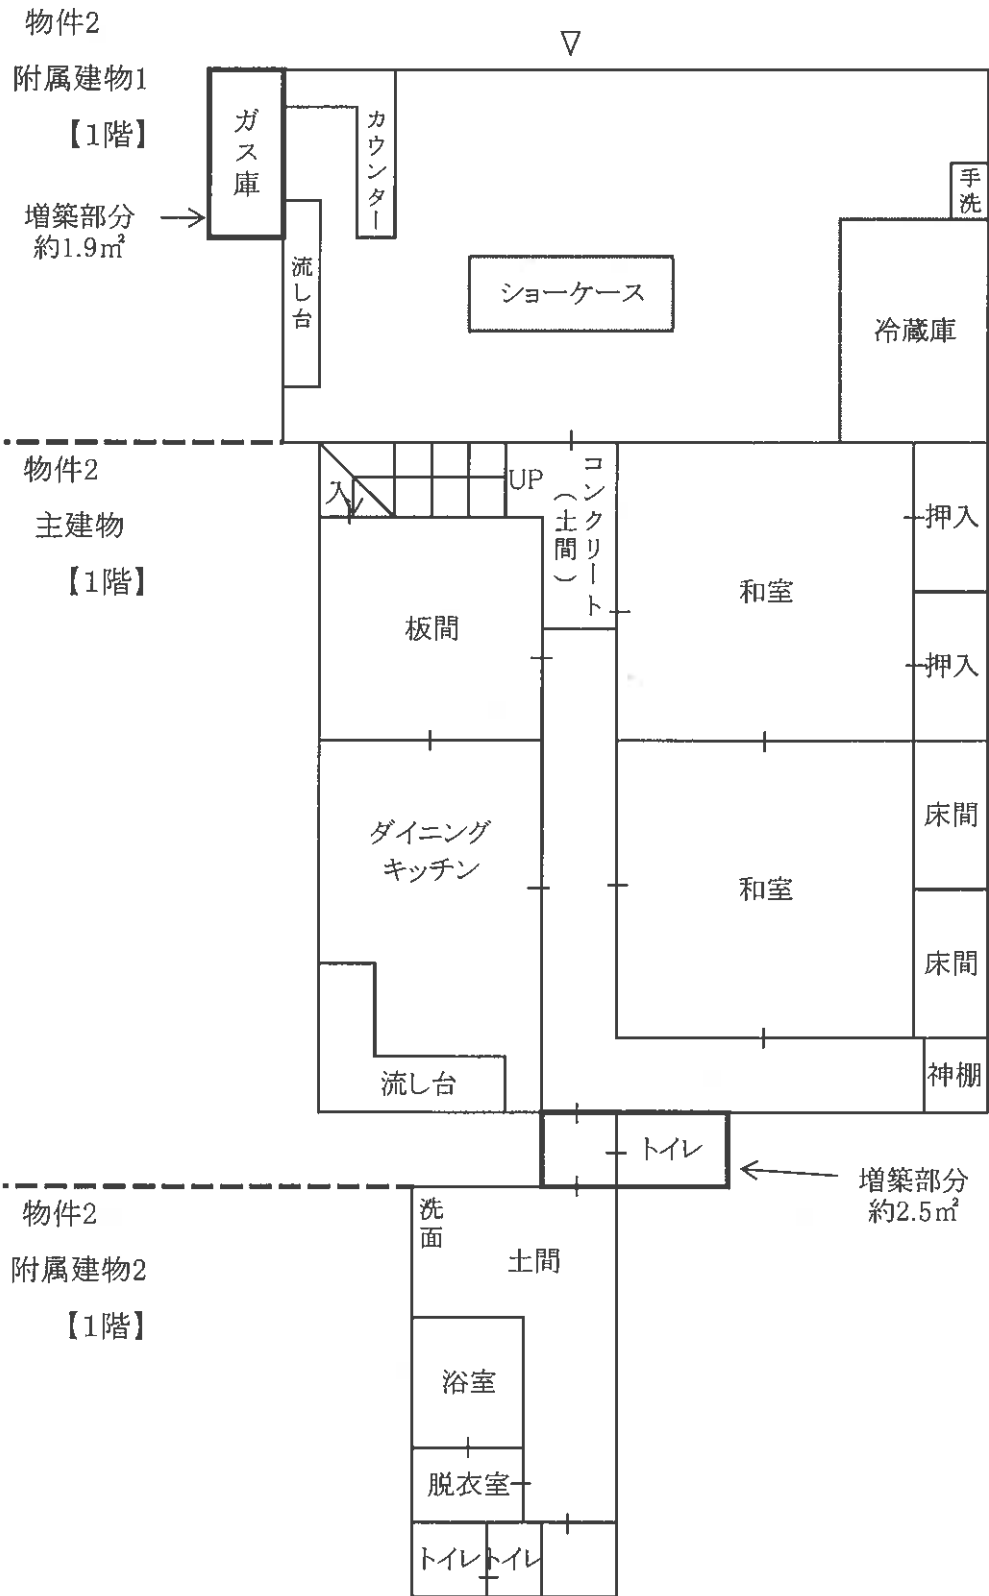 物件2
附属建物1
【1階】
増築部分
約1.9㎡
▽
ガス庫
カウンター
手洗
流し台
ショーケース
冷蔵庫
物件2
主建物
【1階】
入
UP
コンクリート
(土間)
和室
押入
板間
押入
ダイニング
キッチン
和室
床間
床間
流し台
神棚
トイレ
増築部分
約2.5㎡
物件2
附属建物2
【1階】
洗面
土間
浴室
脱衣室
トイレ
トイレ